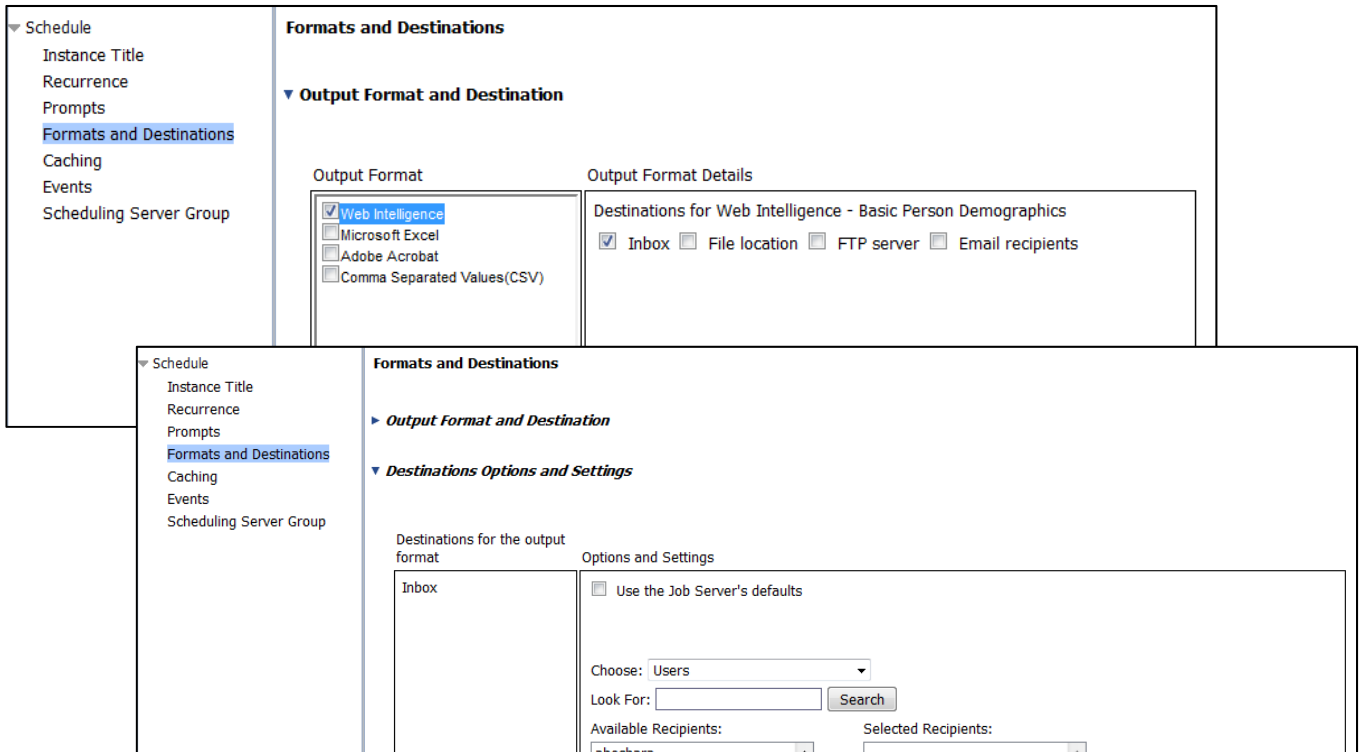 Schedule
Instance Title
Recurrence
Prompts
Formats and Destinations
Caching
Events
Scheduling Server Group
Formats and Destinations
Output Format and Destination
Output Format
Web Intelligence
Microsoft Excel
Adobe Acrobat
Comma Separated Values(CSV)
Output Format Details
Destinations for Web Intelligence - Basic Person Demographics
Inbox File location FTP server Email recipients
Schedule
Instance Title
Recurrence
Prompts
Formats and Destinations
Caching
Events
Scheduling Server Group
Formats and Destinations
Output Format and Destination
Destinations Options and Settings
Destinations for the output
format
Inbox
Options and Settings
Use the Job Server's defaults
Choose: Users
Look For: Search
Available Recipients:
Selected Recipients: